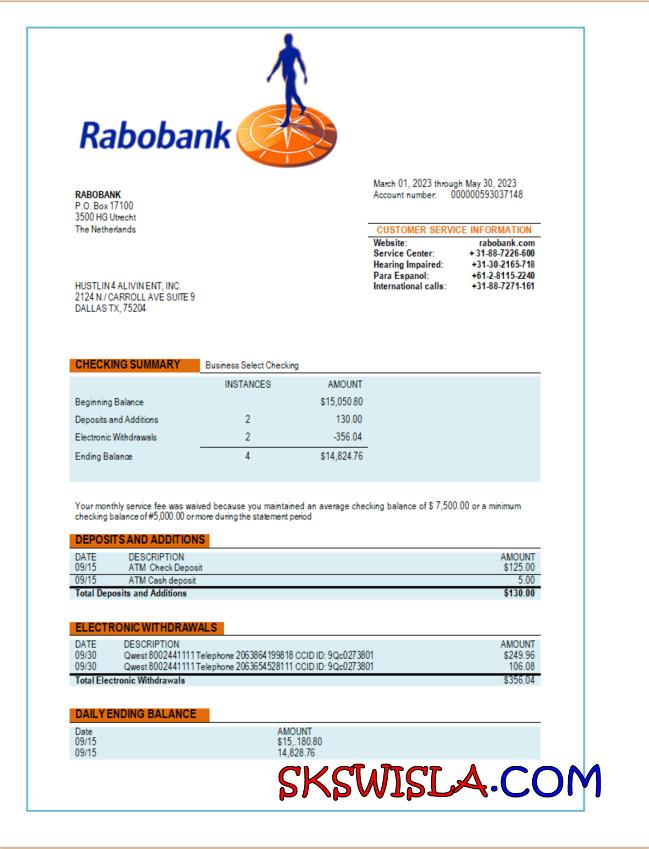 Rabobank
March 01, 2023 through May 30, 2023
Account number: 000000593037148
RABOBANK
P.O. Box 17100
3500 HG Utrecht
The Netherlands
CUSTOMER SERVICE INFORMATION
Website: rabobank.com
Service Center: +31-88-7226-600
Hearing Impaired: +31-30-2165-718
Para Espanol: +61-2-8115-2240
International calls: +31-88-7271-161
HUSTLIN 4 ALIVIN ENT, INC.
2124 N./ CARROLL AVE SUITE 9
DALLAS TX, 75204
CHECKING SUMMARY Business Select Checking
INSTANCES AMOUNT
Beginning Balance $15,050.80
Deposits and Additions 2 130.00
Electronic Withdrawals 2 -356.04
Ending Balance 4 $14,824.76
Your monthly service fee was waived because you maintained an average checking balance of $ 7,500.00 or a minimum
checking balance of #5,000.00 or more during the statement period
DEPOSITS AND ADDITIONS
DATE DESCRIPTION AMOUNT
09/15 ATM Check Deposit $125.00
09/15 ATM Cash deposit 5.00
Total Deposits and Additions $130.00
ELECTRONIC WITHDRAWALS
DATE DESCRIPTION AMOUNT
09/30 Qwest 8002441111 Telephone 2063864199818 CCID ID: 9Qc0273801 $249.96
09/30 Qwest 8002441111 Telephone 2063654528111 CCID ID: 9Qc0273801 106.08
Total Electronic Withdrawals $356.04
DAILY ENDING BALANCE
Date AMOUNT
09/15 $15,.180.80
09/15 14,828.76
SKSWISLA.COM